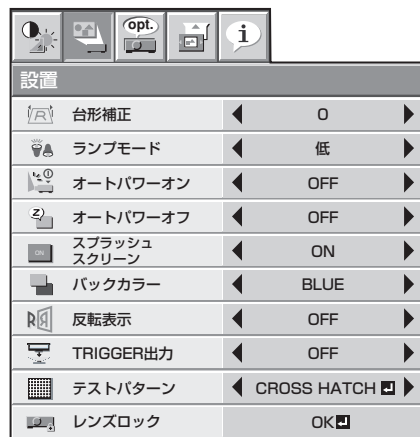 opt.
i
設置
台形補正 0
ランプモード 低
オートパワーオン OFF
オートパワーオフ OFF
スプラッシュ
スクリーン ON
バックカラー BLUE
反転表示 OFF
TRIGGER出力 OFF
テストパターン CROSS HATCH
レンズロック OK